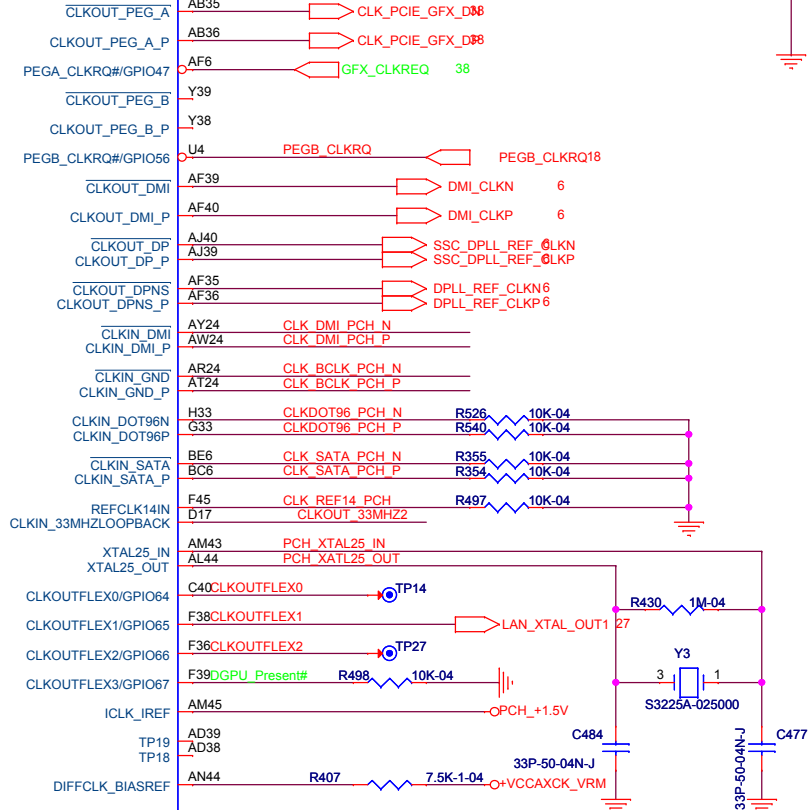 CLKOUT_PEG_A AB35 CLK_PCIE_GFX_DN 38
CLKOUT_PEG_A_P AB36 CLK_PCIE_GFX_DP 38
PEGA_CLKRQ#/GPIO47 AF6 GFX_CLKREQ 38
CLKOUT_PEG_B Y39
CLKOUT_PEG_B_P Y38
PEGB_CLKRQ#/GPIO56 U4 PEGB_CLKRQ PEGB_CLKRQ18
CLKOUT_DMI AF39 DMI_CLKN 6
CLKOUT_DMI_P AF40 DMI_CLKP 6
CLKOUT_DP AJ40 SSC_DPLL_REF_CLKN 6
CLKOUT_DP_P AJ39 SSC_DPLL_REF_CLKP 6
CLKOUT_DPNS AF35 DPLL_REF_CLKN 6
CLKOUT_DPNS_P AF36 DPLL_REF_CLKP 6
CLKIN_DMI AY24 CLK_DMI_PCH_N
CLKIN_DMI_P AW24 CLK_DMI_PCH_P
CLKIN_GND AR24 CLK_BCLK_PCH_N
CLKIN_GND_P AT24 CLK_BCLK_PCH_P
CLKIN_DOT96N H33 CLKDOT96_PCH_N R526 10K-04
CLKIN_DOT96P G33 CLKDOT96_PCH_P R540 10K-04
CLKIN_SATA BE6 CLK_SATA_PCH_N R355 10K-04
CLKIN_SATA_P BC6 CLK_SATA_PCH_P R354 10K-04
REFCLK14IN F45 CLK_REF14_PCH R497 10K-04
CLKIN_33MHZLOOPBACK D17 CLKOUT_33MHZ2
XTAL25_IN AM43 PCH_XTAL25_IN
XTAL25_OUT AL44 PCH_XATL25_OUT
CLKOUTFLEX0/GPIO64 C40 CLKOUTFLEX0 TP14
R430 1M-04
CLKOUTFLEX1/GPIO65 F38 CLKOUTFLEX1 LAN_XTAL_OUT1 27
CLKOUTFLEX2/GPIO66 F36 CLKOUTFLEX2 TP27
Y3
3 1
CLKOUTFLEX3/GPIO67 F39 DGPU_Present# R498 10K-04
S3225A-025000
ICLK_IREF AM45 PCH_+1.5V
C484 C477
TP19 AD39
TP18 AD38
33P-50-04N-J
33P-50-04N-J
DIFFCLK_BIASREF AN44 R407 7.5K-1-04 +VCCAXCK_VRM